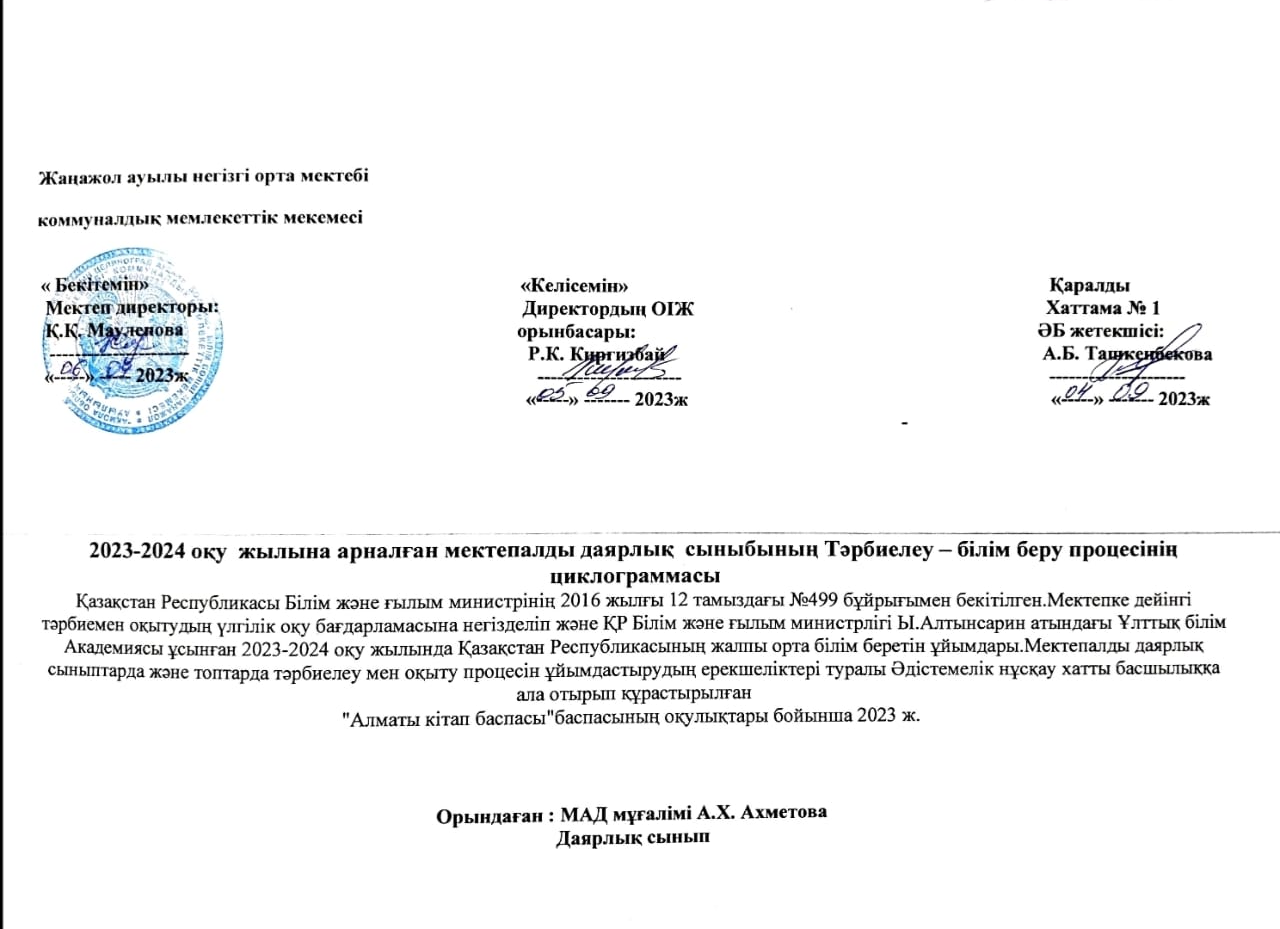 Жаңажол ауылы негізгі орта мектебі
коммуналдық мемлекеттік мекемесі
« Бекітемін»
Мектеп директоры:
Қ.Қ. Мауленова
---------------------
«06» 09 2023ж
«Келісемін»
Директордың ОІЖ
орынбасары:
Р.К. Киргизбай
---------------------
«05» 09 2023ж
Қаралды
Хаттама № 1
ӘБ жетекшісі:
А.Б. Ташкенбекова
--------------------
«04» 09 2023ж
2023-2024 оқу жылына арналған мектепалды даярлық сыныбының Тәрбиелеу – білім беру процесінің
циклограммасы
Қазақстан Республикасы Білім және ғылым министрінің 2016 жылғы 12 тамыздағы №499 бұйрығымен бекітілген.Мектепке дейінгі
тәрбиемен оқытудың үлгілік оқу бағдарламасына негізделіп және ҚР Білім және ғылым министрлігі Ы.Алтынсарин атындағы Ұлттық білім
Академиясы ұсынған 2023-2024 оқу жылында Қазақстан Республикасының жалпы орта білім беретін ұйымдары.Мектепалды даярлық
сыныптарда және топтарда тәрбиелеу мен оқыту процесін ұйымдастырудың ерекшеліктері туралы Әдістемелік нұсқау хатты басшылыққа
ала отырып құрастырылған
"Алматы кітап баспасы"баспасының оқулықтары бойынша 2023 ж.
Орындаған : МАД мұғалімі А.Х. Ахметова
Даярлық сынып